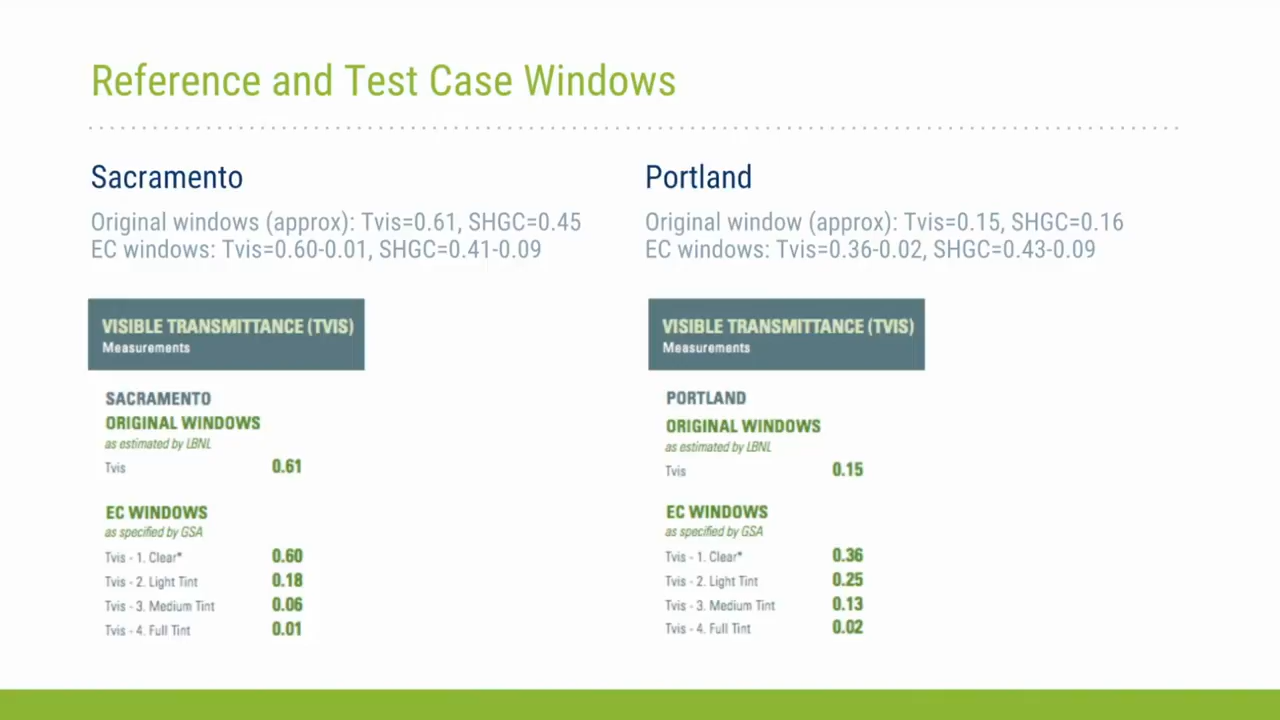 Reference and Test Case Windows
Sacramento
Original windows (approx): Tvis=0.61, SHGC=0.45
EC windows: Tvis=0.60-0.01, SHGC=0.41-0.09
VISIBLE TRANSMITTANCE (TVIS)
Measurements
SACRAMENTO
ORIGINAL WINDOWS
as estimated by LBNL
Tvis 0.61
EC WINDOWS
as specified by GSA
Tvis - 1. Clear* 0.60
Tvis - 2. Light Tint 0.18
Tvis - 3. Medium Tint 0.06
Tvis - 4. Full Tint 0.01
Portland
Original window (approx): Tvis=0.15, SHGC=0.16
EC windows: Tvis=0.36-0.02, SHGC=0.43-0.09
VISIBLE TRANSMITTANCE (TVIS)
Measurements
PORTLAND
ORIGINAL WINDOWS
as estimated by LBNL
Tvis 0.15
EC WINDOWS
as specified by GSA
Tvis - 1. Clear* 0.36
Tvis - 2. Light Tint 0.25
Tvis - 3. Medium Tint 0.13
Tvis - 4. Full Tint 0.02